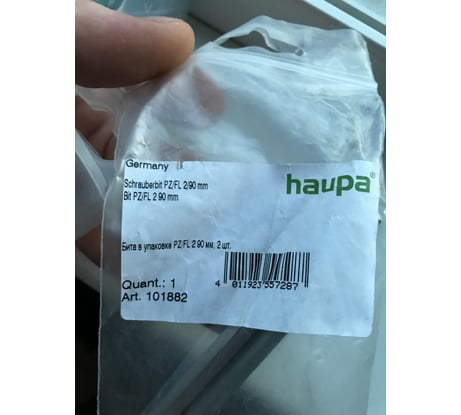 Germany
haupa®
Schrauberbit PZ/FL 2/90 mm
Bit PZ/FL 2 90 mm
Бита в упаковке PZ/FL 2 90 мм, 2 шт.
Quant.: 1
4 011923 557287
Art. 101882